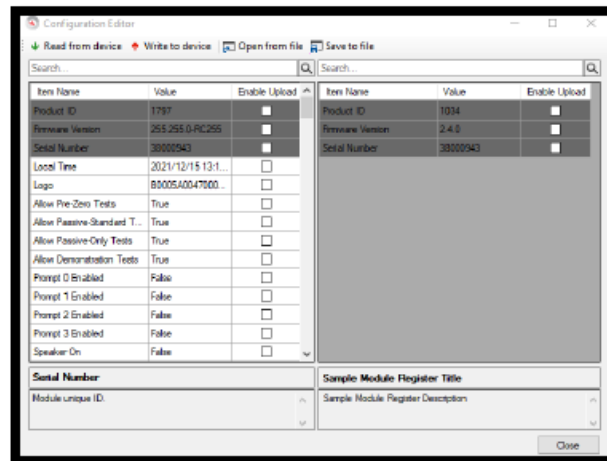 Configuration Editor
Read from device Write to device Open from file Save to file
Search... Search...
Item Name Value Enable Upload Item Name Value Enable Upload
Product ID 1797 Product ID 1034
Firmware Version 255.255.0-RC255 Firmware Version 2.4.0
Serial Number 38000943 Serial Number 38000943
Local Time 2021/12/15 13:1...
Logo B0005A0047000...
Allow Pre-Zero Tests True
Allow Passive-Standard T... True
Allow Passive-Only Tests True
Allow Demonstration Tests True
Prompt 0 Enabled False
Prompt 1 Enabled False
Prompt 2 Enabled False
Prompt 3 Enabled False
Speaker On False
Serial Number Sample Module Register Title
Module unique ID. Sample Module Register Description
Close